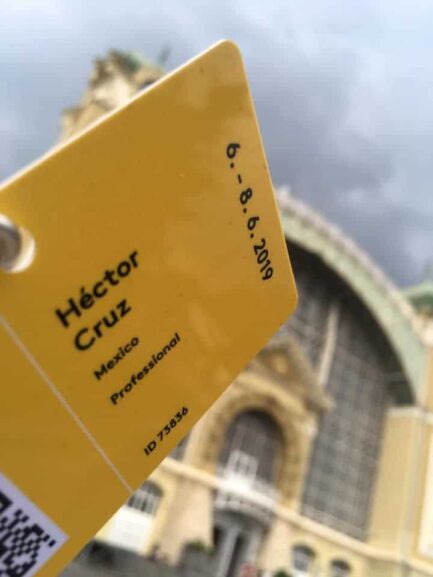 6. – 8. 6. 2019
Héctor
Cruz
Mexico
Professional
ID 73836